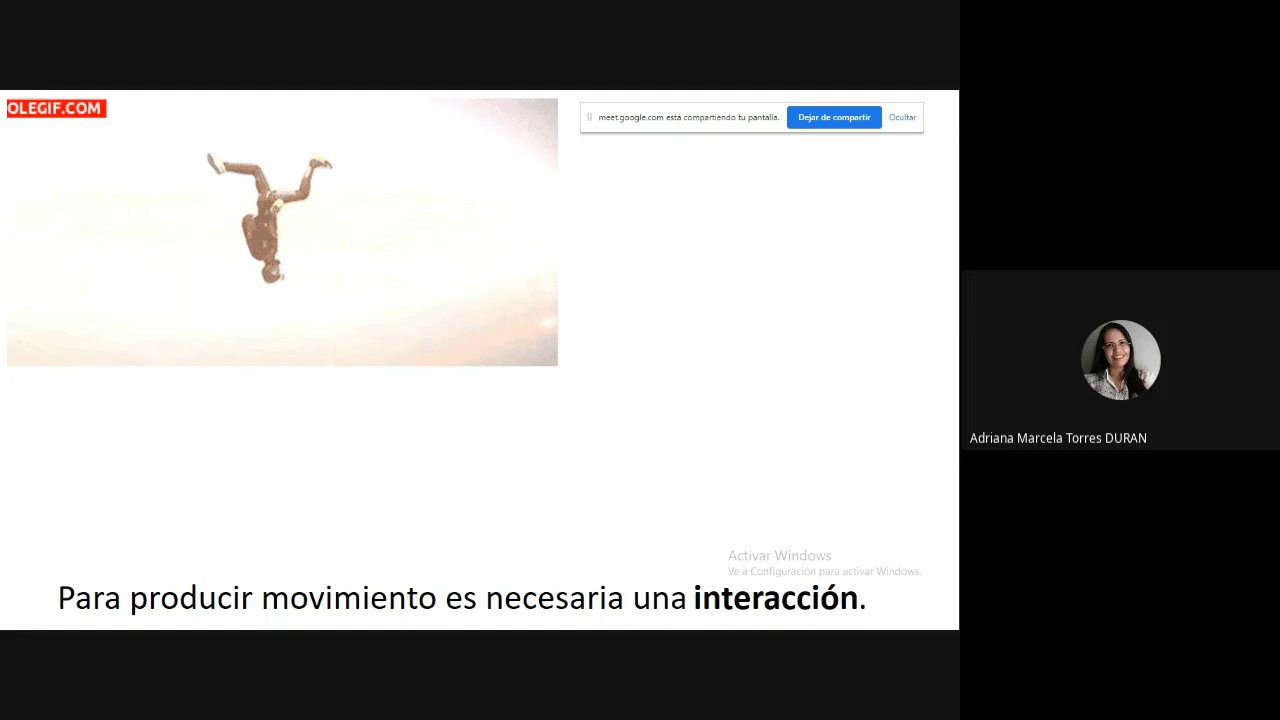 OLEGIF.COM
meet.google.com está compartiendo tu pantalla.
Dejar de compartir
Ocultar
Adriana Marcela Torres DURAN
Activar Windows
Ve a Configuración para activar Windows.
Para producir movimiento es necesaria una interacción.